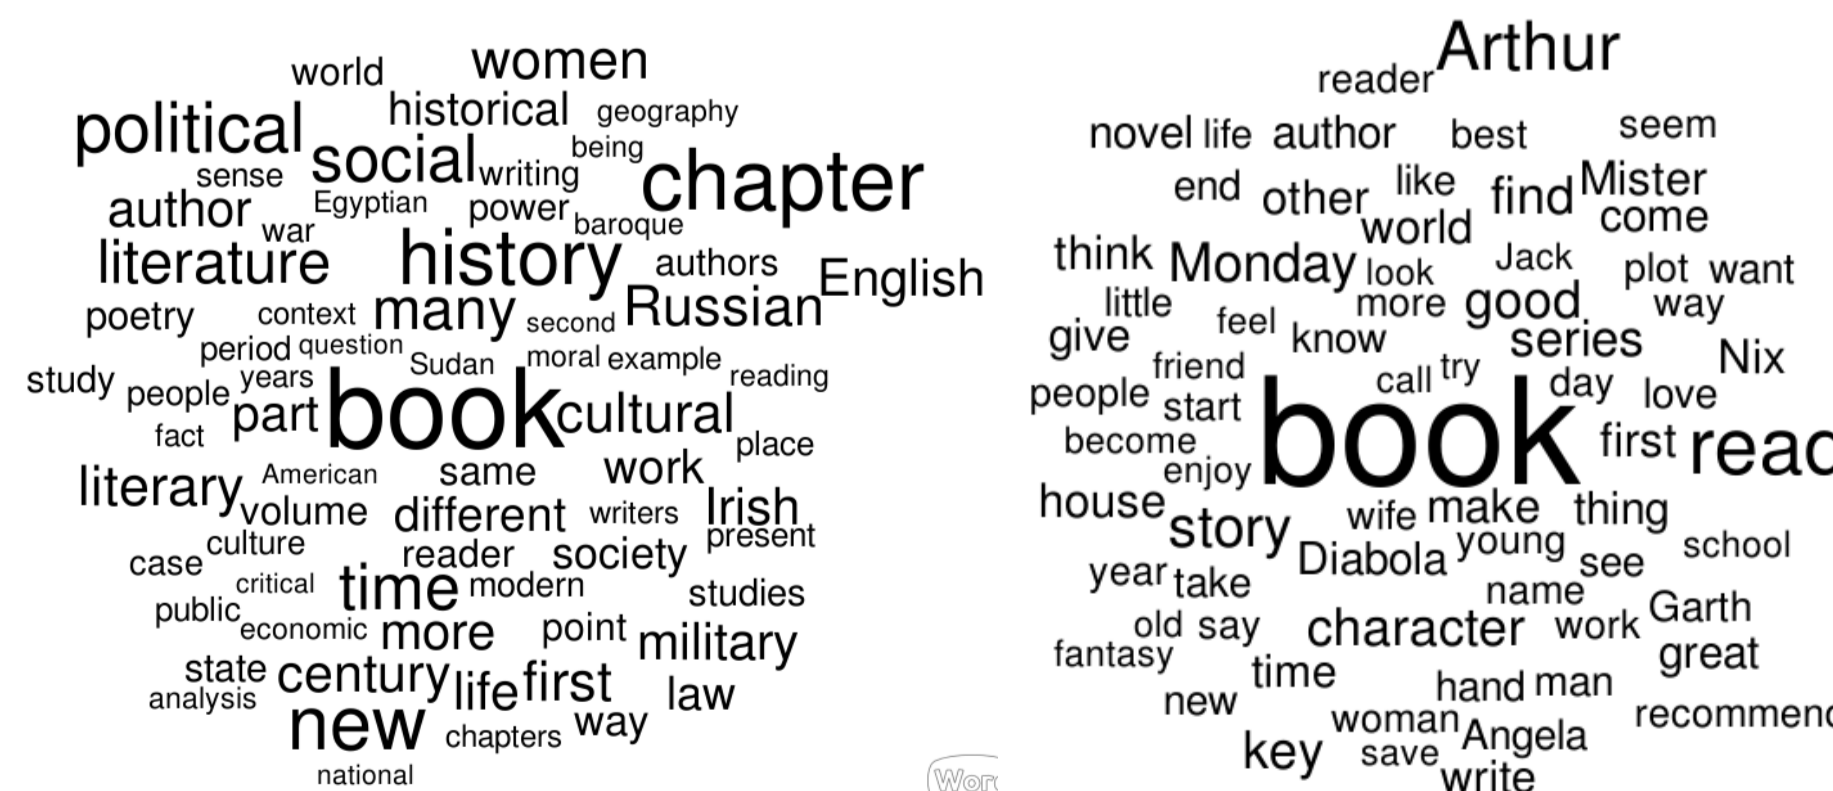 world women
political historical geography
social being
sense writing chapter
author Egyptian power baroque
war
literature history authors English
poetry context many second Russian
period question Sudan moral example
study people years reading
part book cultural
fact place
literary American same work
volume different writers Irish
culture reader society present
case critical time modern studies
public economic more point military
state century life first law
analysis new chapters way
national
Wor
Arthur
reader
novel life author best seem
end other like find Mister
world come
think Monday look Jack plot want
little more good way
give feel know series Nix
friend call try day love
people start book first read
become
enjoy
house story wife make thing
Diabola young see school
year take name Garth
old say character work
fantasy time great
new hand man
woman recommend
key save Angela
write